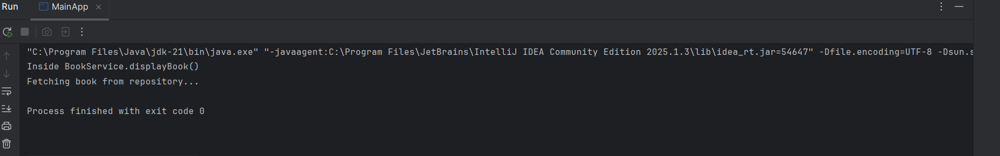 Run MainApp
"C:\Program Files\Java\jdk-21\bin\java.exe" "-javaagent:C:\Program Files\JetBrains\IntelliJ IDEA Community Edition 2025.1.3\lib\idea_rt.jar=54647" -Dfile.encoding=UTF-8 -Dsun.s
Inside BookService.displayBook()
Fetching book from repository...
Process finished with exit code 0